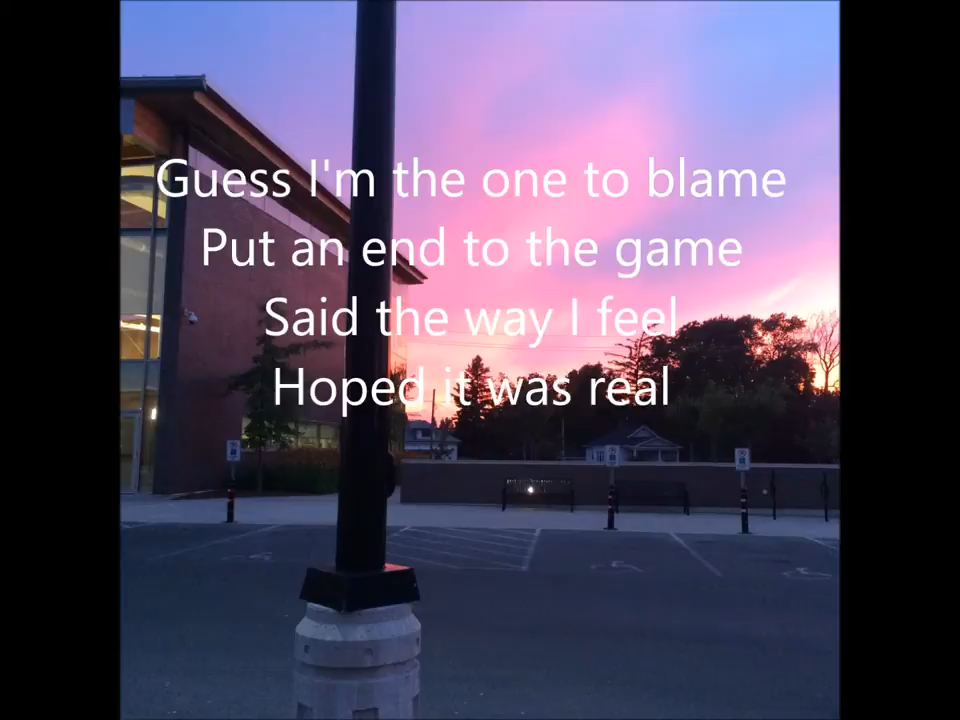 Guess I'm the one to blame
Put an end to the game
Said the way I feel
Hoped it was real